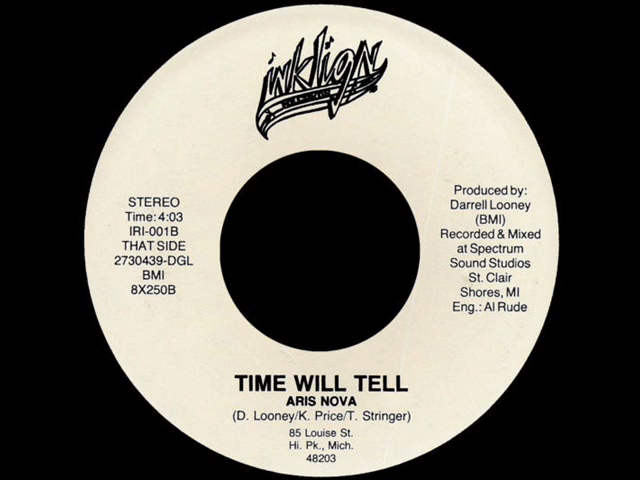 inklign
STEREO
Time: 4:03
IRI-001B
THAT SIDE
2730439-DGL
BMI
8X250B
Produced by:
Darrell Looney
(BMI)
Recorded & Mixed
at Spectrum
Sound Studios
St. Clair
Shores, MI
Eng.: Al Rude
TIME WILL TELL
ARIS NOVA
(D. Looney/K. Price/T. Stringer)
85 Louise St.
Hi. Pk., Mich.
48203